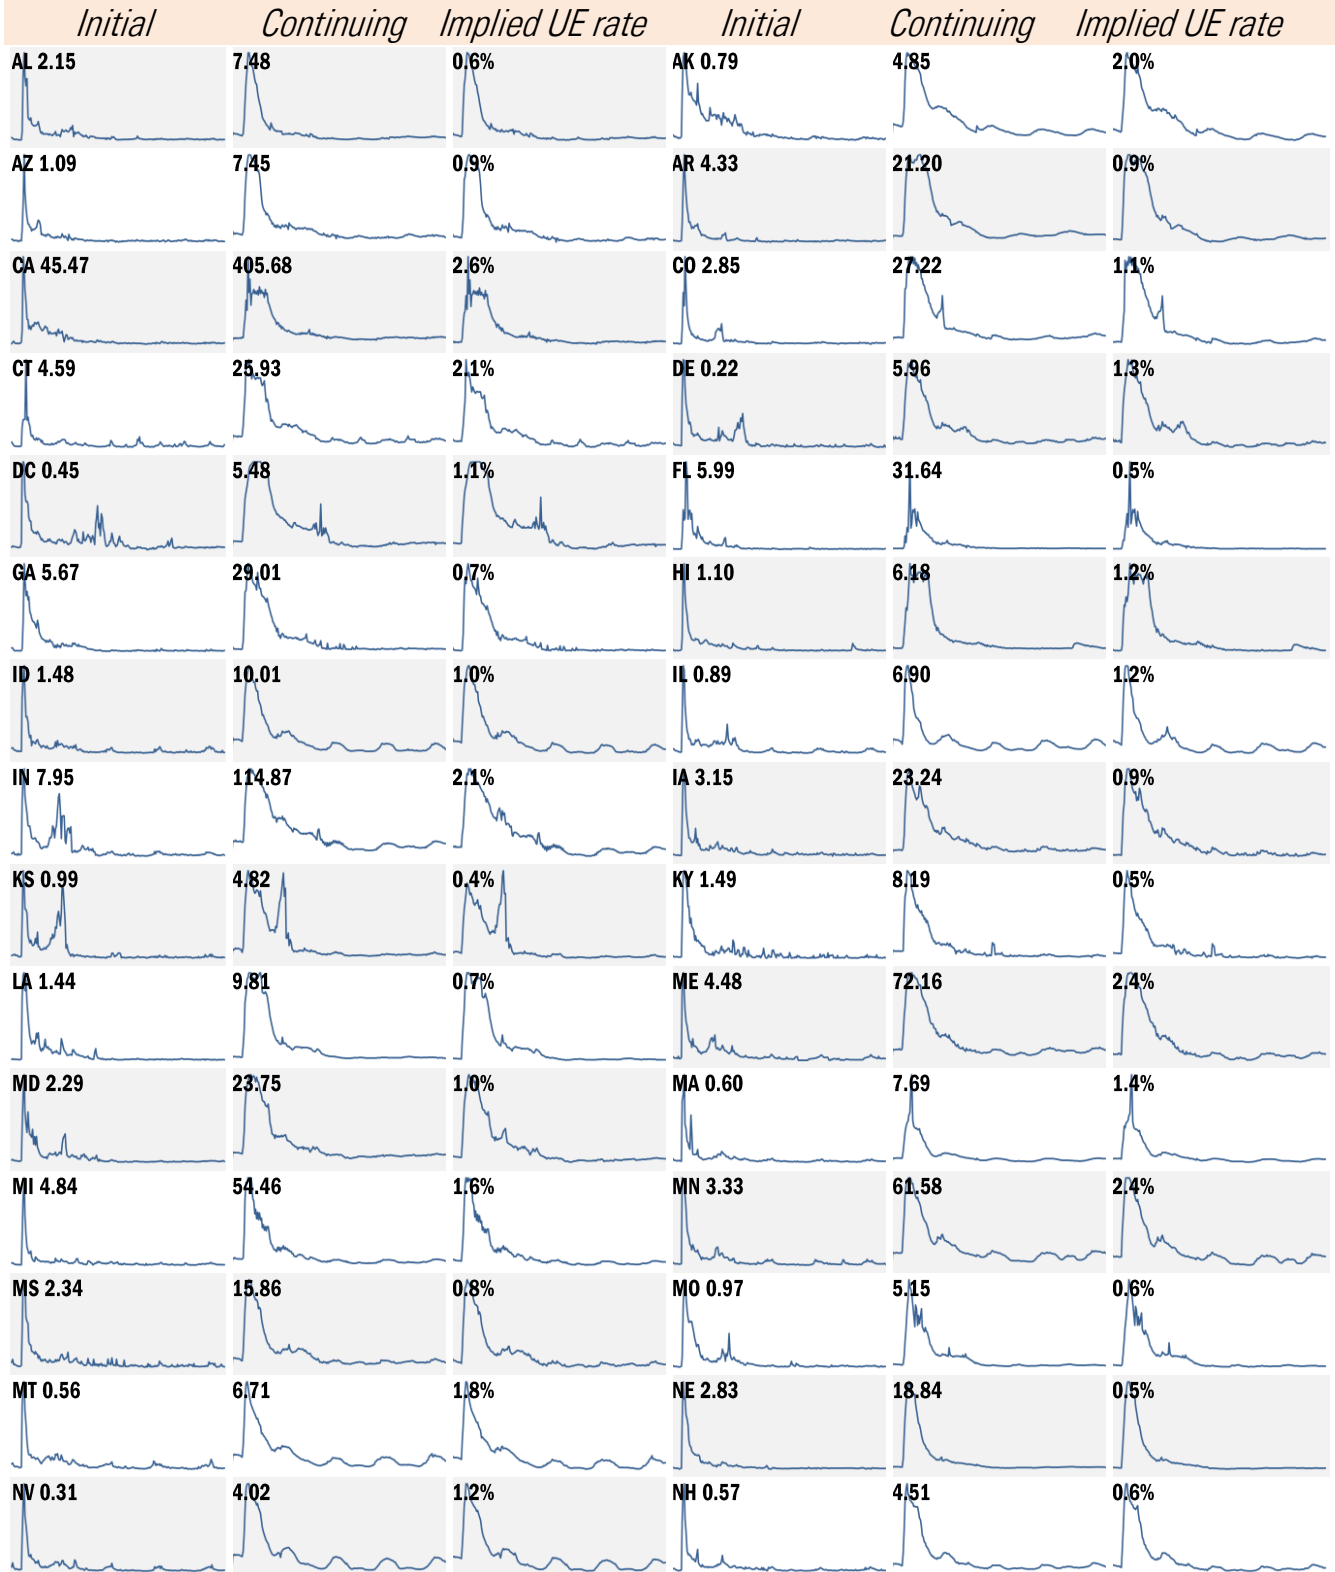 Initial Continuing Implied UE rate Initial Continuing Implied UE rate
AL 2.15 7.48 0.6% AK 0.79 4.85 2.0%
AZ 1.09 7.45 0.9% AR 4.33 21.20 0.9%
CA 45.47 405.68 2.6% CO 2.85 27.22 1.1%
CT 4.59 25.93 2.1% DE 0.22 5.96 1.3%
DC 0.45 5.48 1.1% FL 5.99 31.64 0.5%
GA 5.67 29.01 0.7% HI 1.10 6.18 1.2%
ID 1.48 10.01 1.0% IL 0.89 6.90 1.2%
IN 7.95 114.87 2.1% IA 3.15 23.24 0.9%
KS 0.99 4.82 0.4% KY 1.49 8.19 0.5%
LA 1.44 9.81 0.7% ME 4.48 72.16 2.4%
MD 2.29 23.75 1.0% MA 0.60 7.69 1.4%
MI 4.84 54.46 1.6% MN 3.33 61.58 2.4%
MS 2.34 15.86 0.8% MO 0.97 5.15 0.6%
MT 0.56 6.71 1.8% NE 2.83 18.84 0.5%
NV 0.31 4.02 1.2% NH 0.57 4.51 0.6%